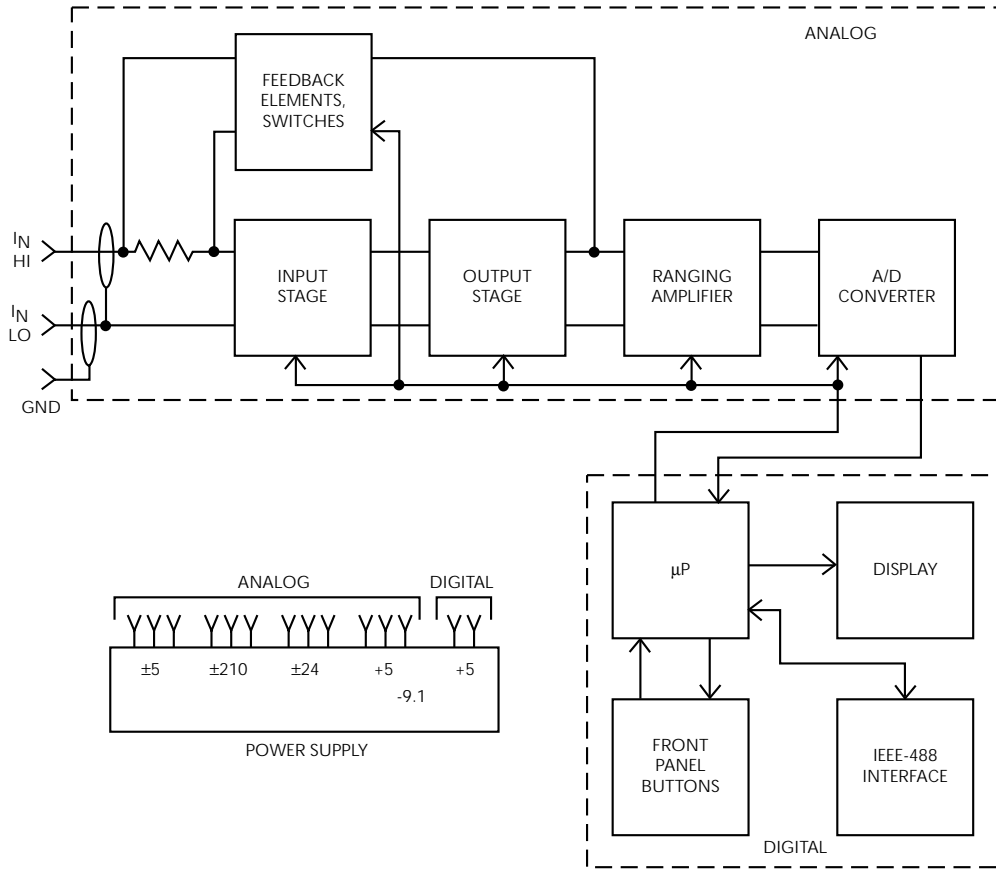 ANALOG
FEEDBACK
ELEMENTS,
SWITCHES
IN
HI
INPUT
STAGE
OUTPUT
STAGE
RANGING
AMPLIFIER
A/D
CONVERTER
IN
LO
GND
µP
DISPLAY
ANALOG
DIGITAL
±5
±210
±24
+5
+5
-9.1
POWER SUPPLY
FRONT
PANEL
BUTTONS
IEEE-488
INTERFACE
DIGITAL